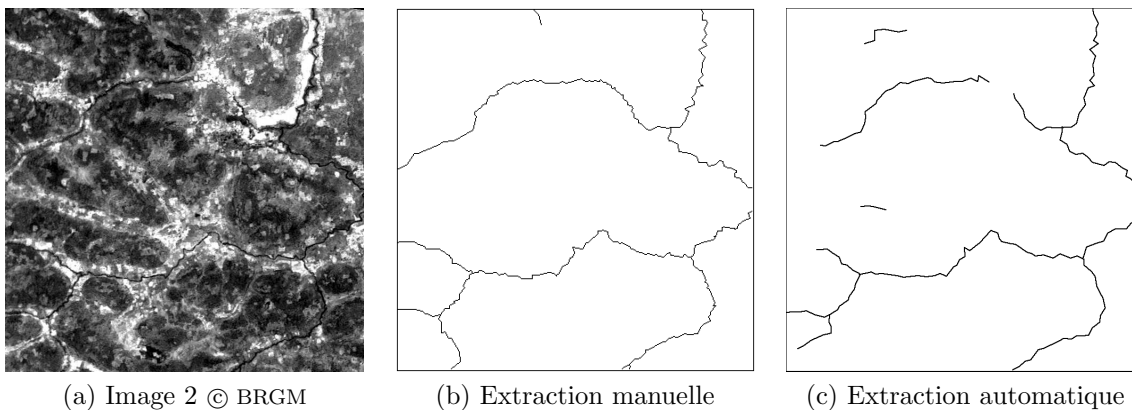 (a) Image 2 © BRGM
(b) Extraction manuelle
(c) Extraction automatique